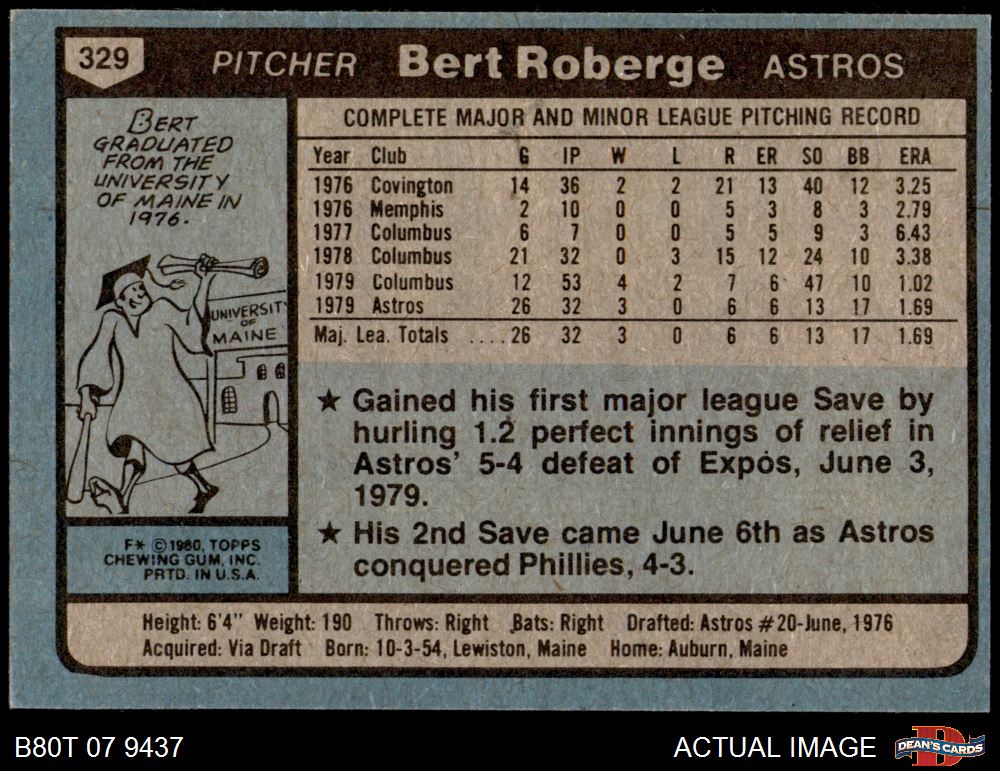 329 PITCHER Bert Roberge ASTROS
BERT
GRADUATED
FROM THE
UNIVERSITY
OF MAINE IN
1976.
UNIVERSITY
OF
MAINE
F* ©1980, TOPPS
CHEWING GUM, INC.
PRTD. IN U.S.A.
COMPLETE MAJOR AND MINOR LEAGUE PITCHING RECORD
Year Club G IP W L R ER SO BB ERA
1976 Covington 14 36 2 2 21 13 40 12 3.25
1976 Memphis 2 10 0 0 5 3 8 3 2.79
1977 Columbus 6 7 0 0 5 5 9 3 6.43
1978 Columbus 21 32 0 3 15 12 24 10 3.38
1979 Columbus 12 53 4 2 7 6 47 10 1.02
1979 Astros 26 32 3 0 6 6 13 17 1.69
Maj. Lea. Totals ....26 32 3 0 6 6 13 17 1.69
★ Gained his first major league Save by
hurling 1.2 perfect innings of relief in
Astros' 5-4 defeat of Expos, June 3,
1979.
★ His 2nd Save came June 6th as Astros
conquered Phillies, 4-3.
Height: 6'4" Weight: 190 Throws: Right Bats: Right Drafted: Astros #20-June, 1976
Acquired: Via Draft Born: 10-3-54, Lewiston, Maine Home: Auburn, Maine
B80T 07 9437 ACTUAL IMAGE D DEAN'S CARDS